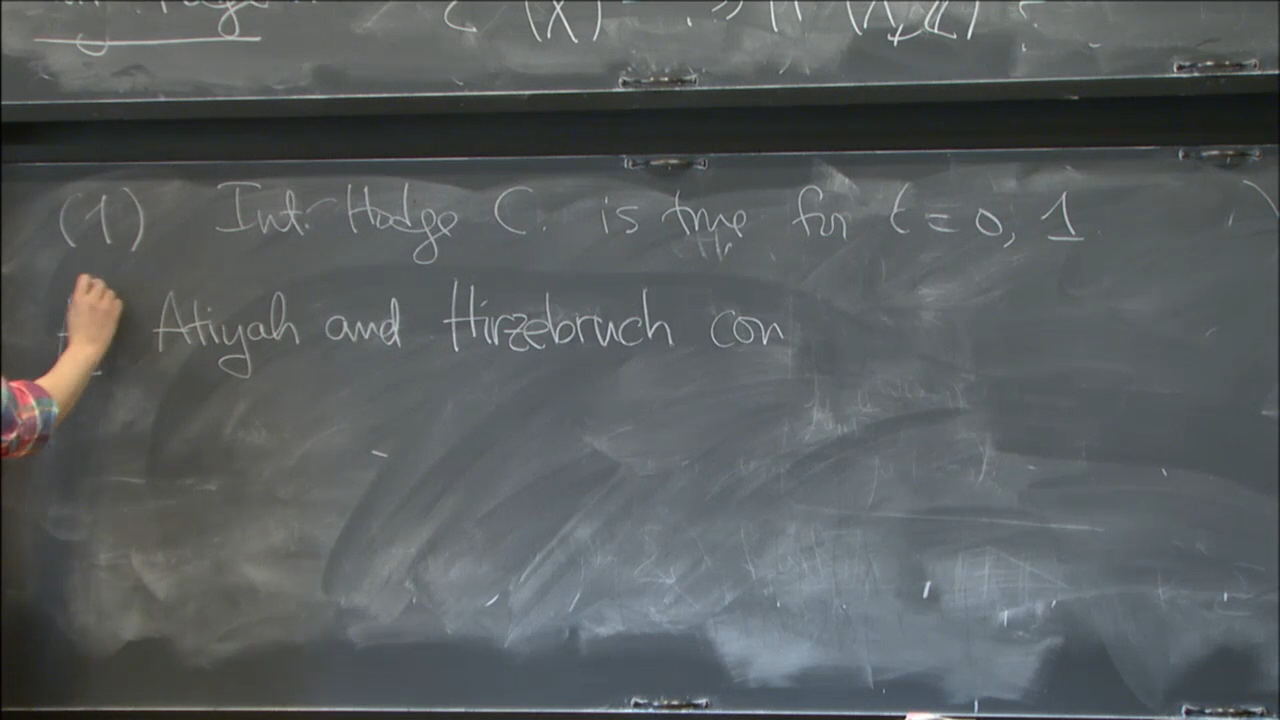 (X)
(1) Int. Hodge C. is true for i = 0, 1
Atiyah and Hirzebruch con